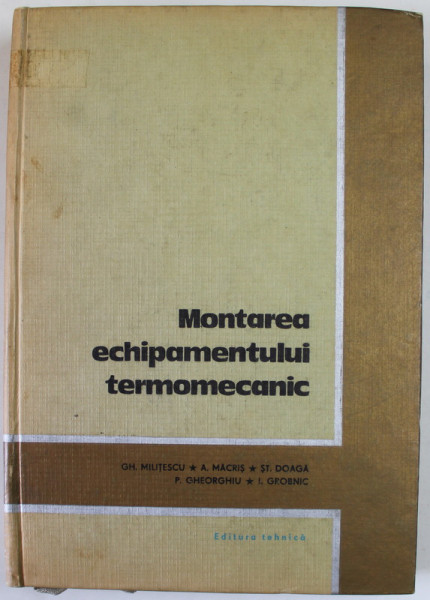 Montarea
echipamentului
termomecanic
GH. MILIȚESCU ★ A. MĂCRIȘ ★ ȘT. DOAGĂ
P. GHEORGHIU ★ I. GROBNIC
Editura tehnică